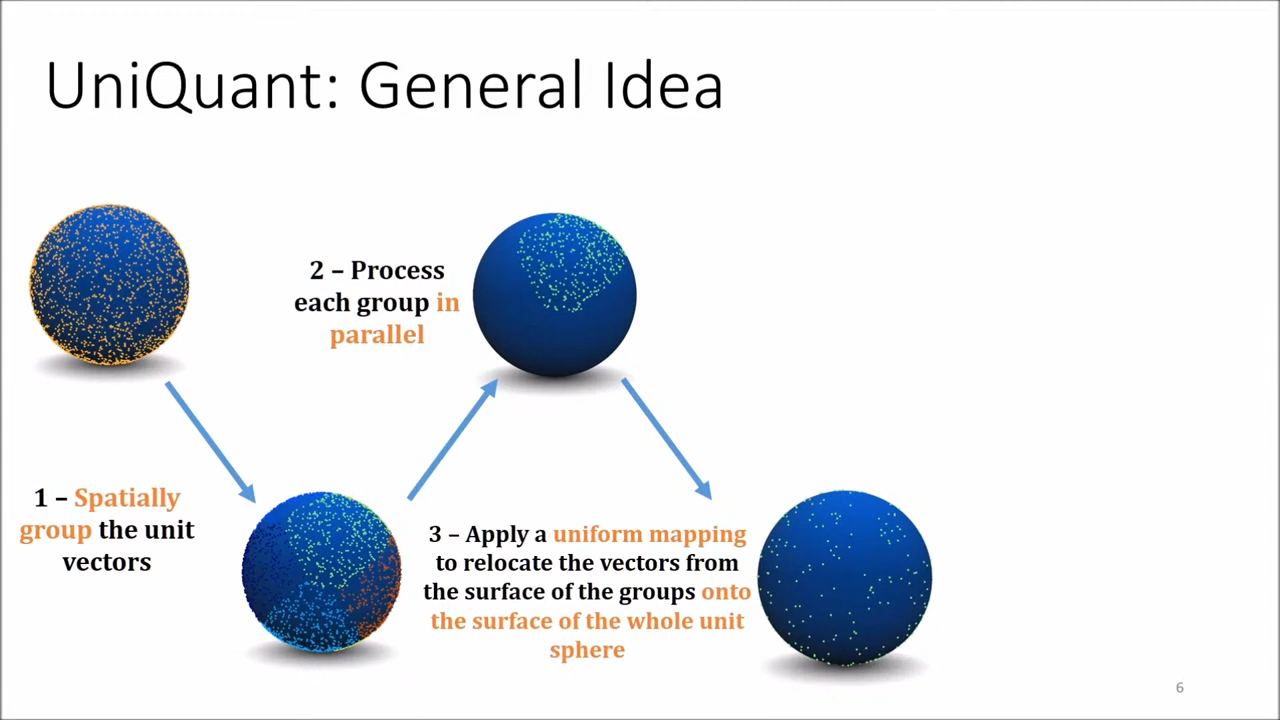 UniQuant: General Idea
2 – Process
each group in
parallel
1 – Spatially
group the unit
vectors
3 – Apply a uniform mapping
to relocate the vectors from
the surface of the groups onto
the surface of the whole unit
sphere
6